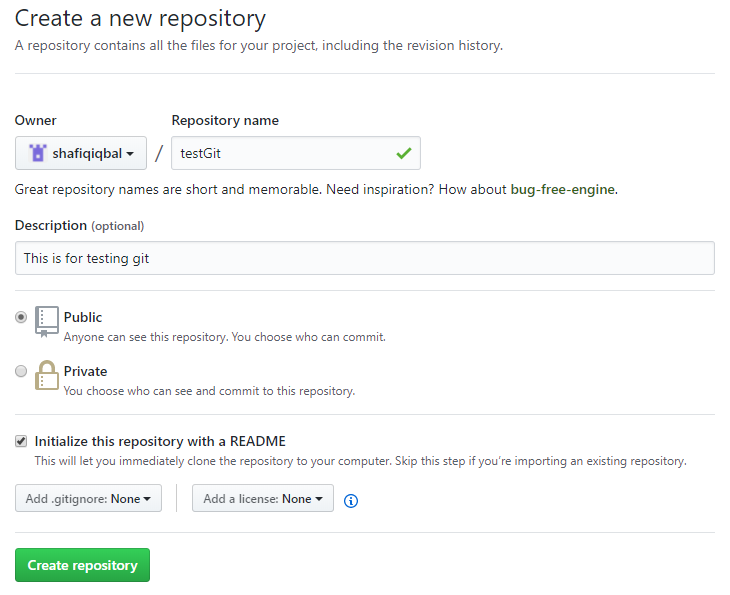 Create a new repository
A repository contains all the files for your project, including the revision history.
Owner Repository name
shafiqiqbal / testGit
Great repository names are short and memorable. Need inspiration? How about bug-free-engine.
Description (optional)
This is for testing git
Public
Anyone can see this repository. You choose who can commit.
Private
You choose who can see and commit to this repository.
Initialize this repository with a README
This will let you immediately clone the repository to your computer. Skip this step if you’re importing an existing repository.
Add .gitignore: None Add a license: None
Create repository